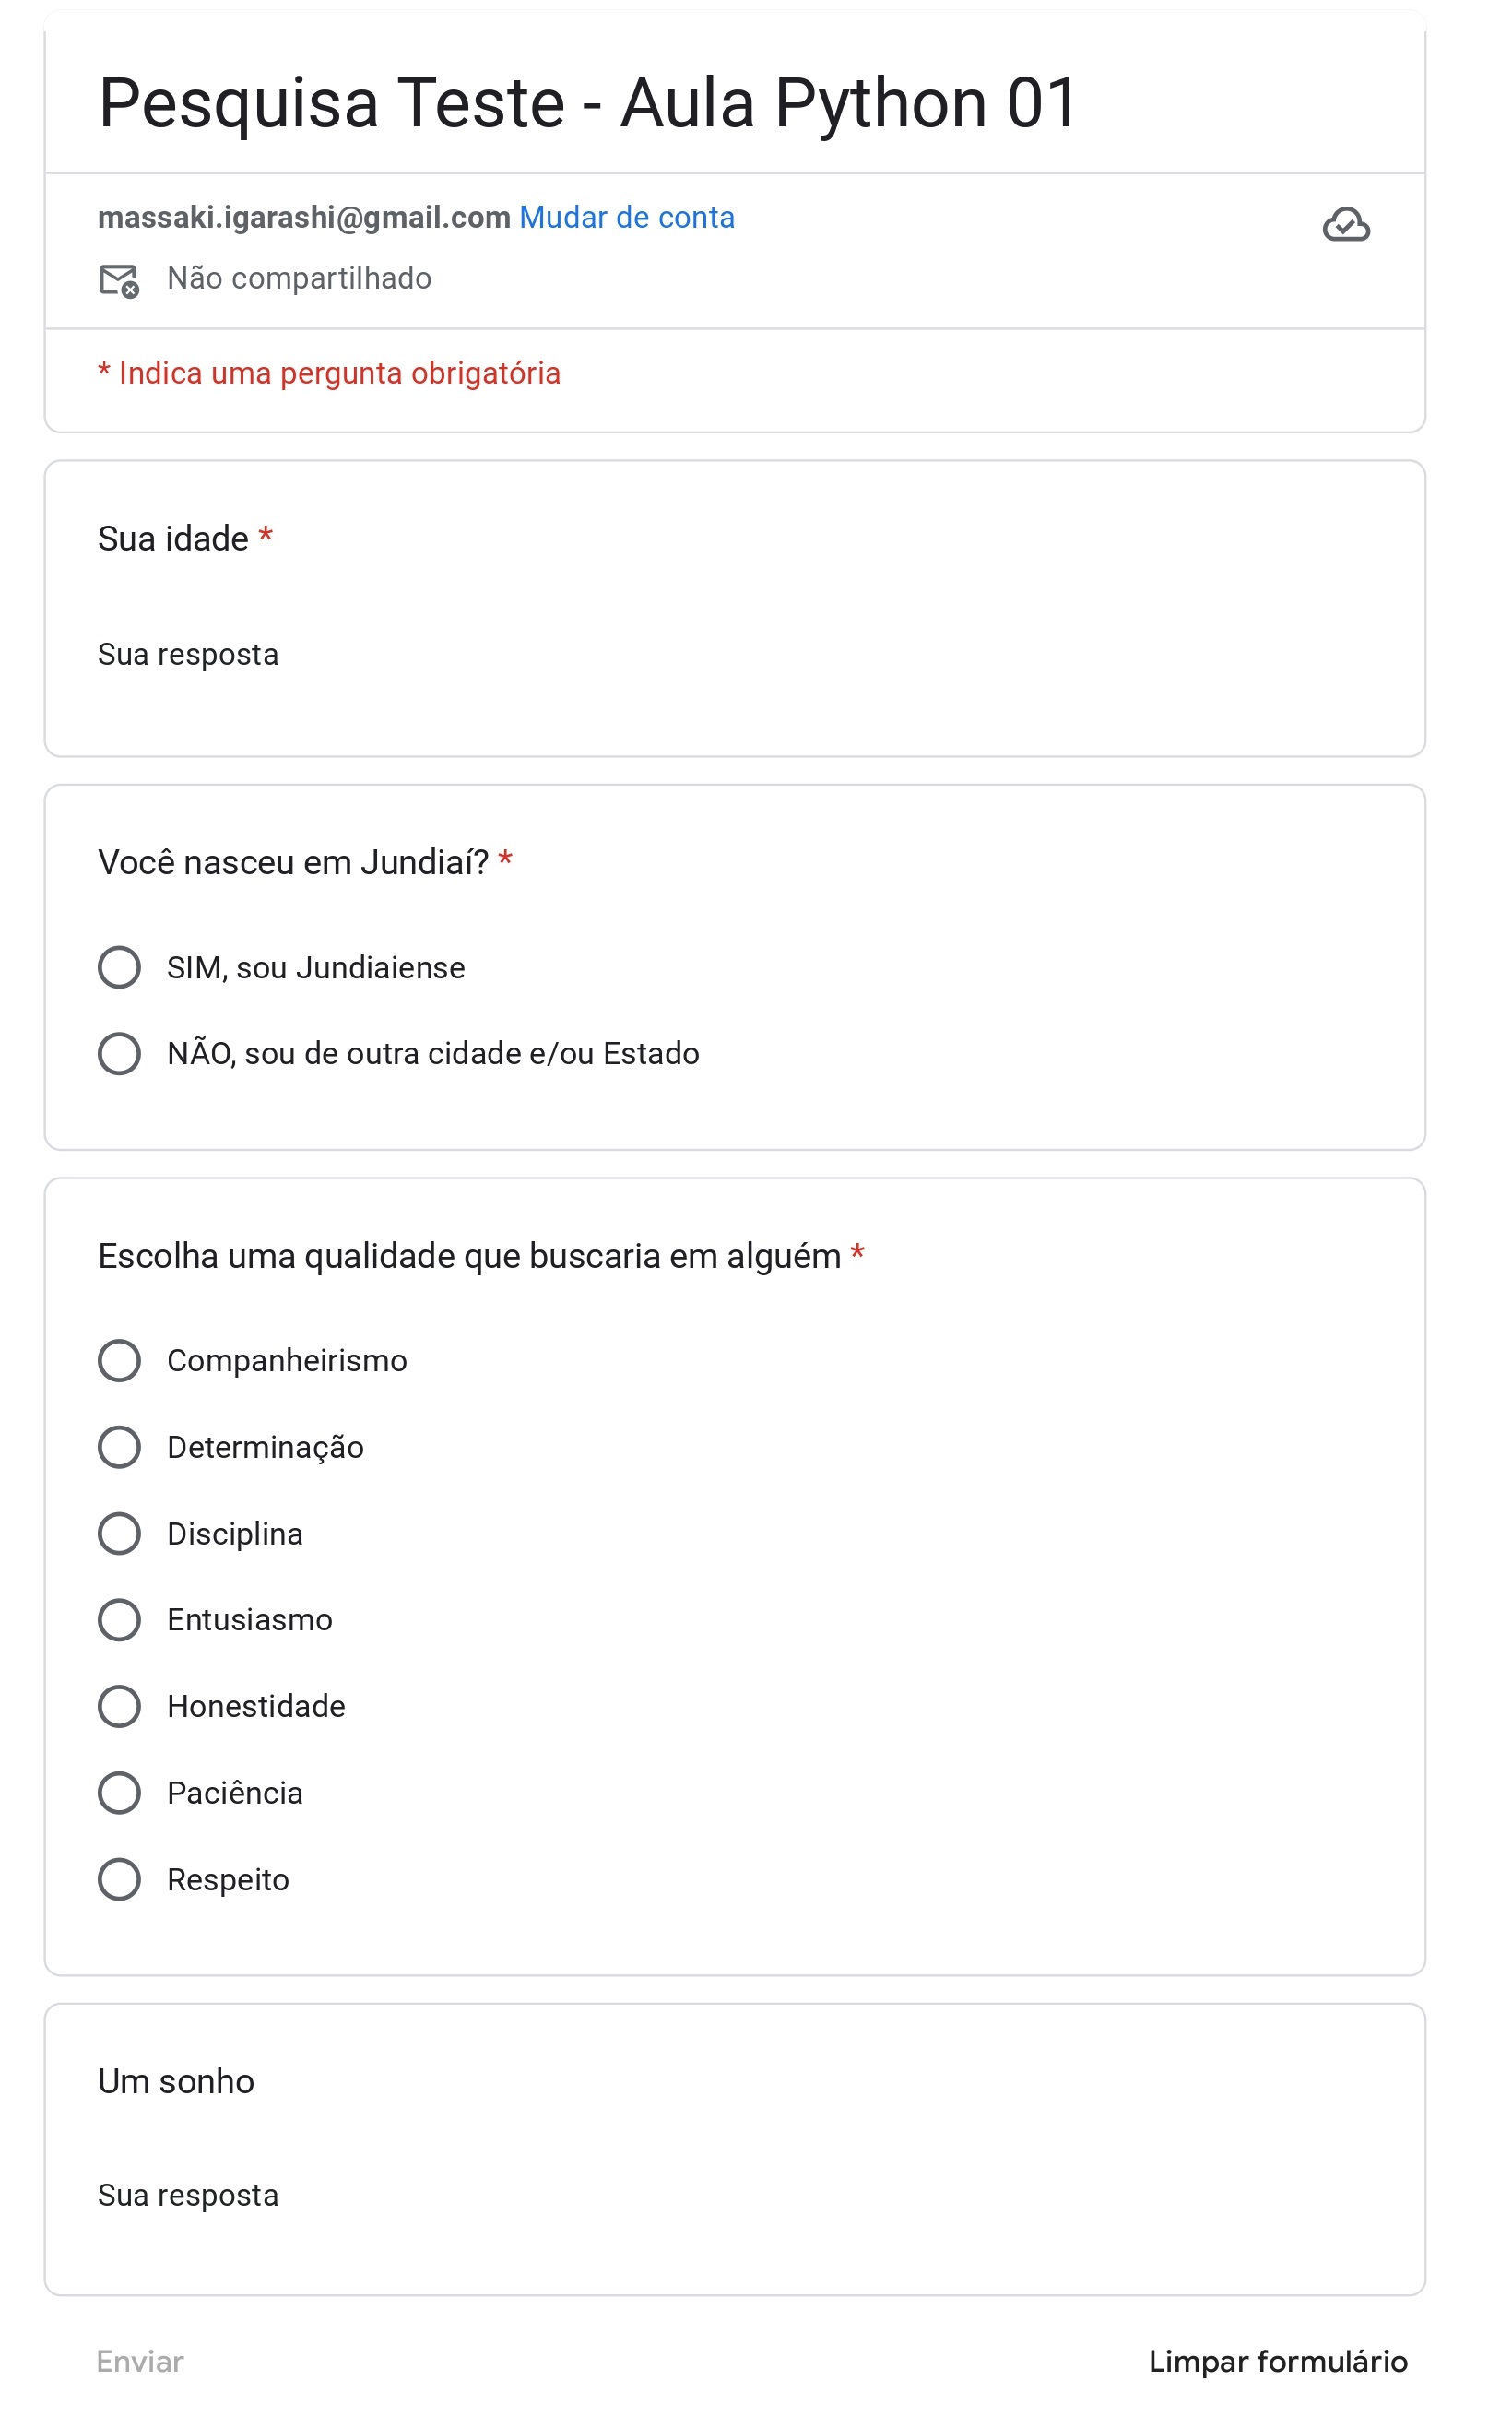 Pesquisa Teste - Aula Python 01
massaki.igarashi@gmail.com Mudar de conta
Não compartilhado
* Indica uma pergunta obrigatória
Sua idade *
Sua resposta
Você nasceu em Jundiaí? *
SIM, sou Jundiaiense
NÃO, sou de outra cidade e/ou Estado
Escolha uma qualidade que buscaria em alguém *
Companheirismo
Determinação
Disciplina
Entusiasmo
Honestidade
Paciência
Respeito
Um sonho
Sua resposta
Enviar
Limpar formulário